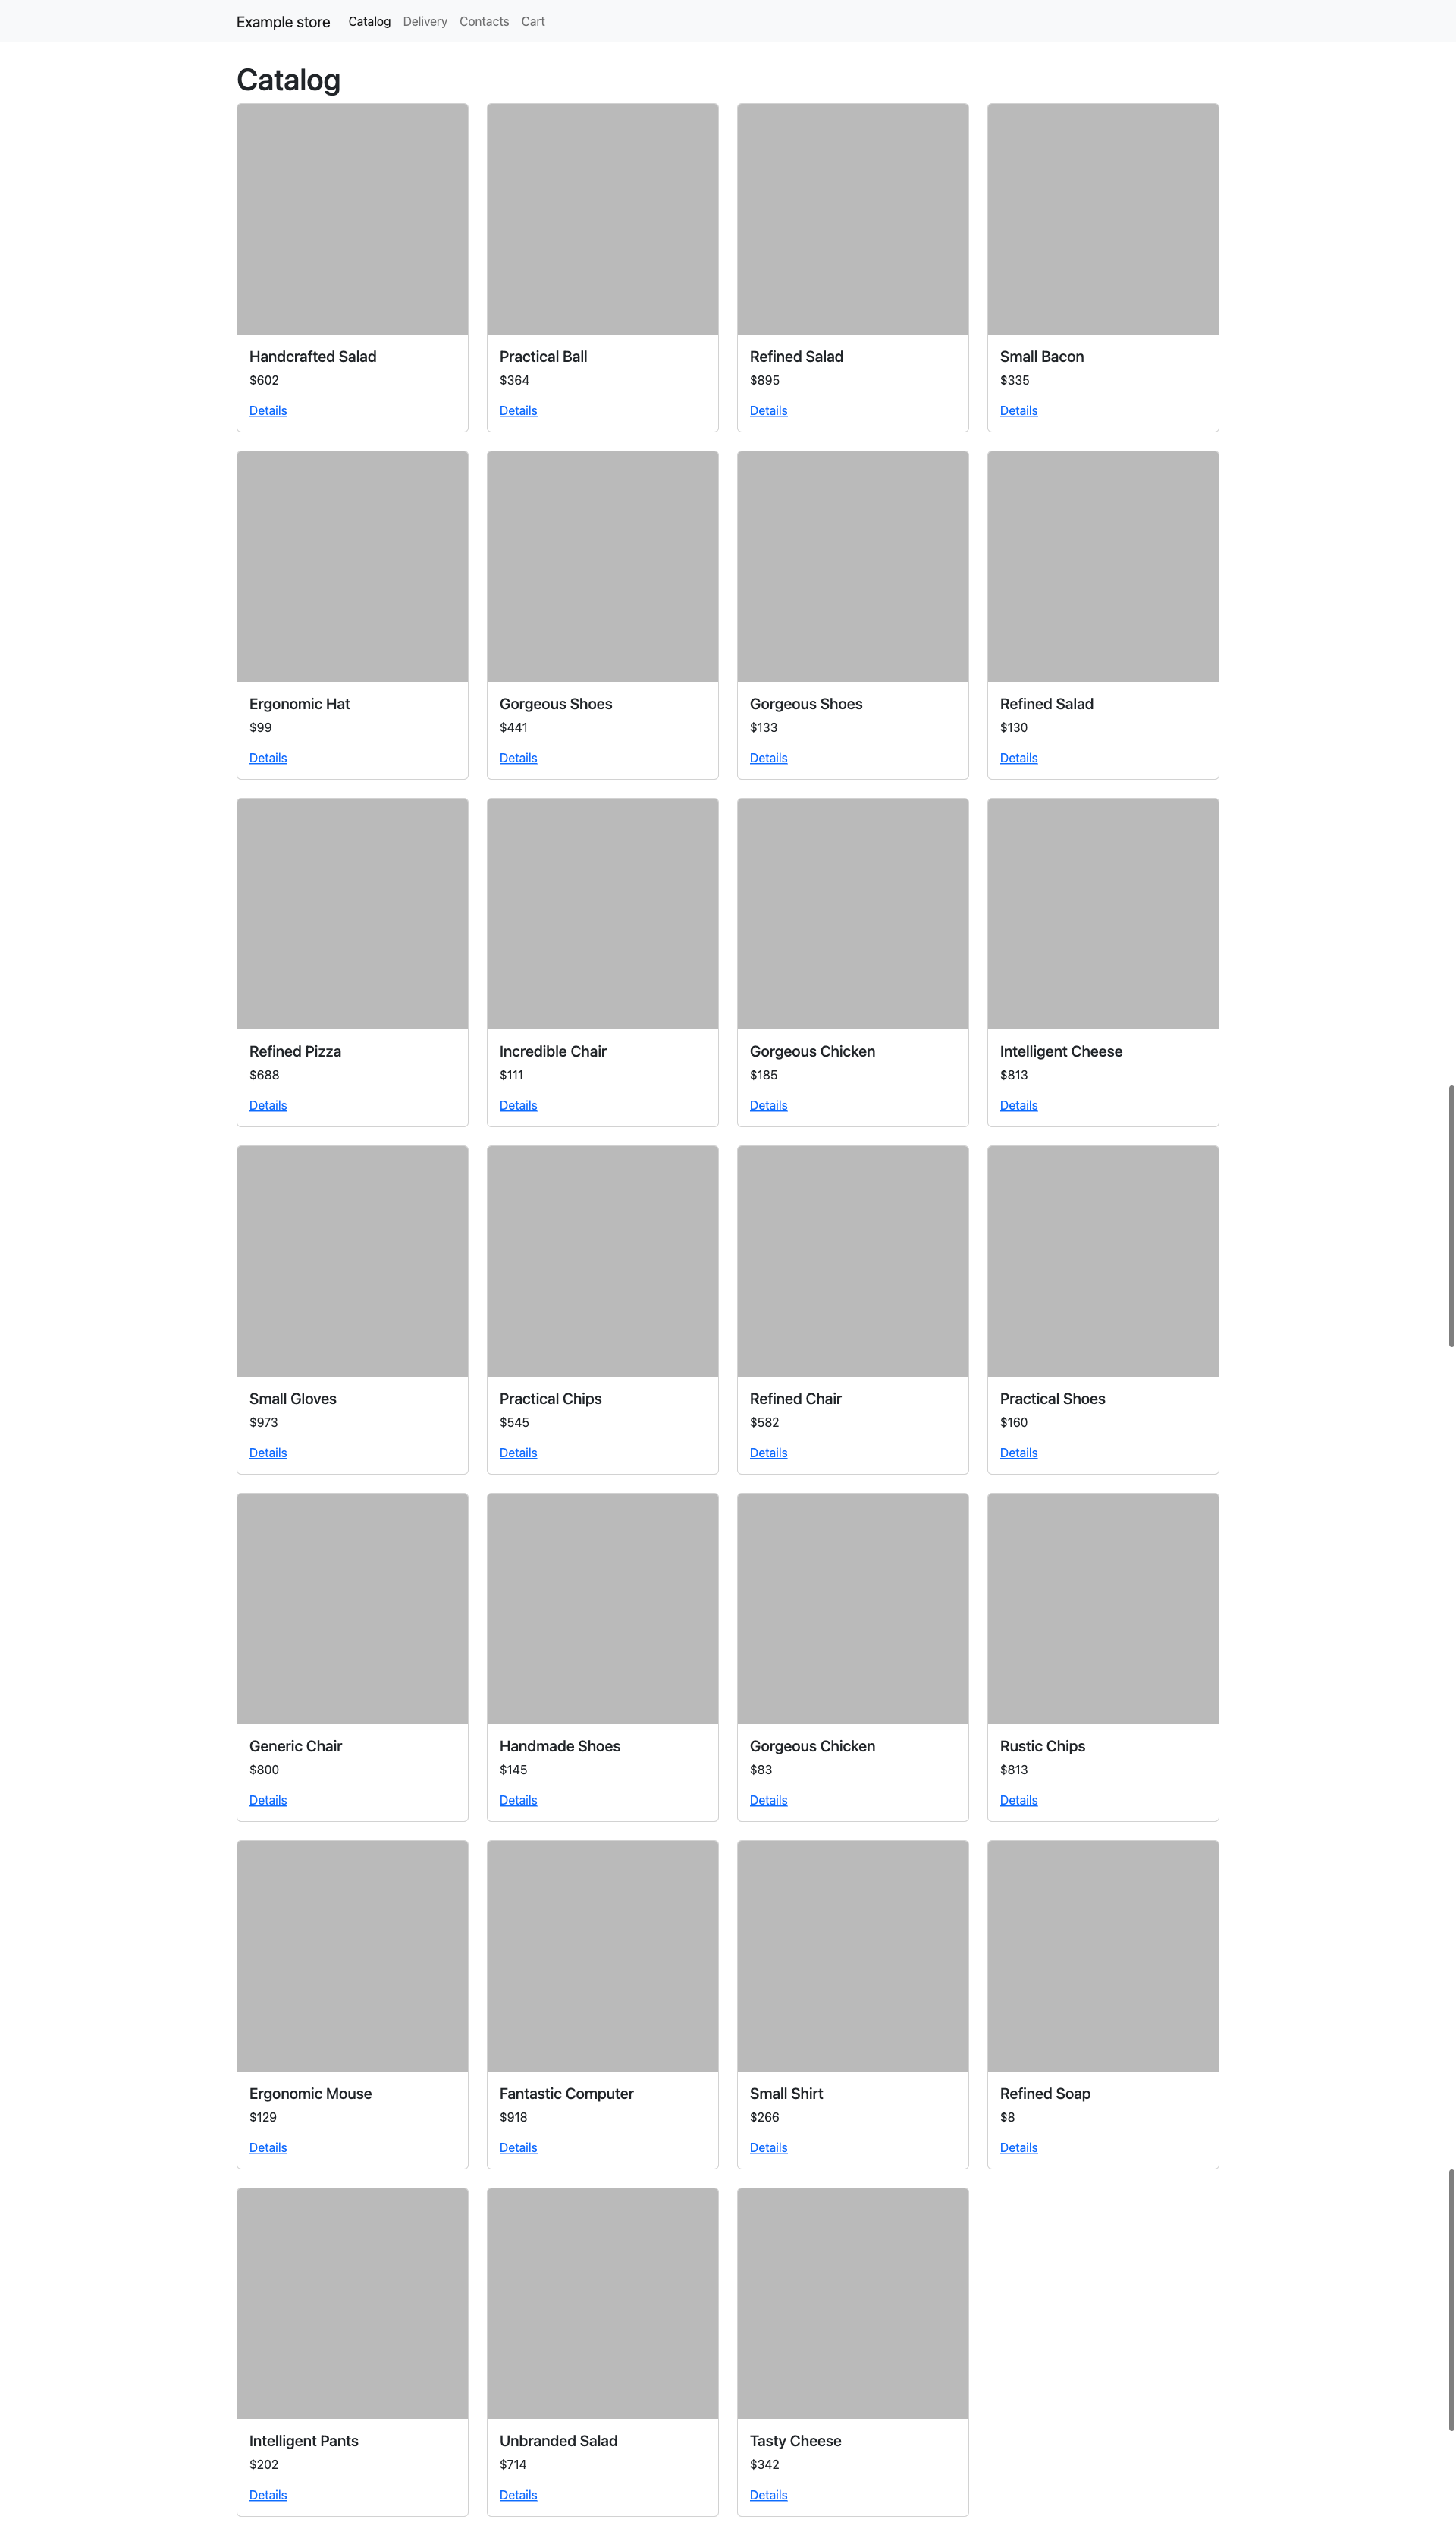 Example store Catalog Delivery Contacts Cart
Catalog
Handcrafted Salad
$602
Details
Practical Ball
$364
Details
Refined Salad
$895
Details
Small Bacon
$335
Details
Ergonomic Hat
$99
Details
Gorgeous Shoes
$441
Details
Gorgeous Shoes
$133
Details
Refined Salad
$130
Details
Refined Pizza
$688
Details
Incredible Chair
$111
Details
Gorgeous Chicken
$185
Details
Intelligent Cheese
$813
Details
Small Gloves
$973
Details
Practical Chips
$545
Details
Refined Chair
$582
Details
Practical Shoes
$160
Details
Generic Chair
$800
Details
Handmade Shoes
$145
Details
Gorgeous Chicken
$83
Details
Rustic Chips
$813
Details
Ergonomic Mouse
$129
Details
Fantastic Computer
$918
Details
Small Shirt
$266
Details
Refined Soap
$8
Details
Intelligent Pants
$202
Details
Unbranded Salad
$714
Details
Tasty Cheese
$342
Details